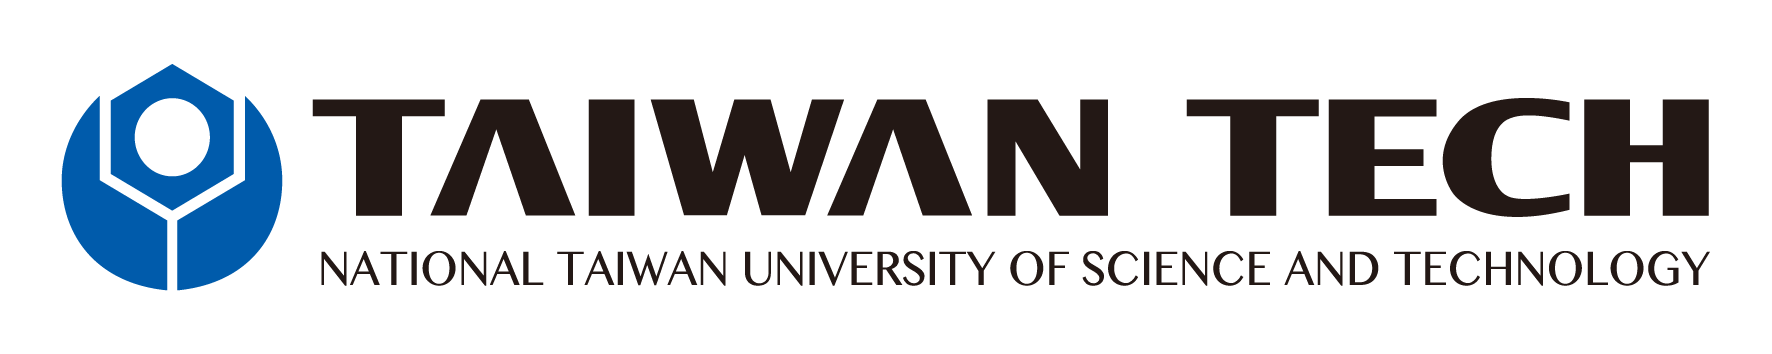 TAIWAN TECH
NATIONAL TAIWAN UNIVERSITY OF SCIENCE AND TECHNOLOGY